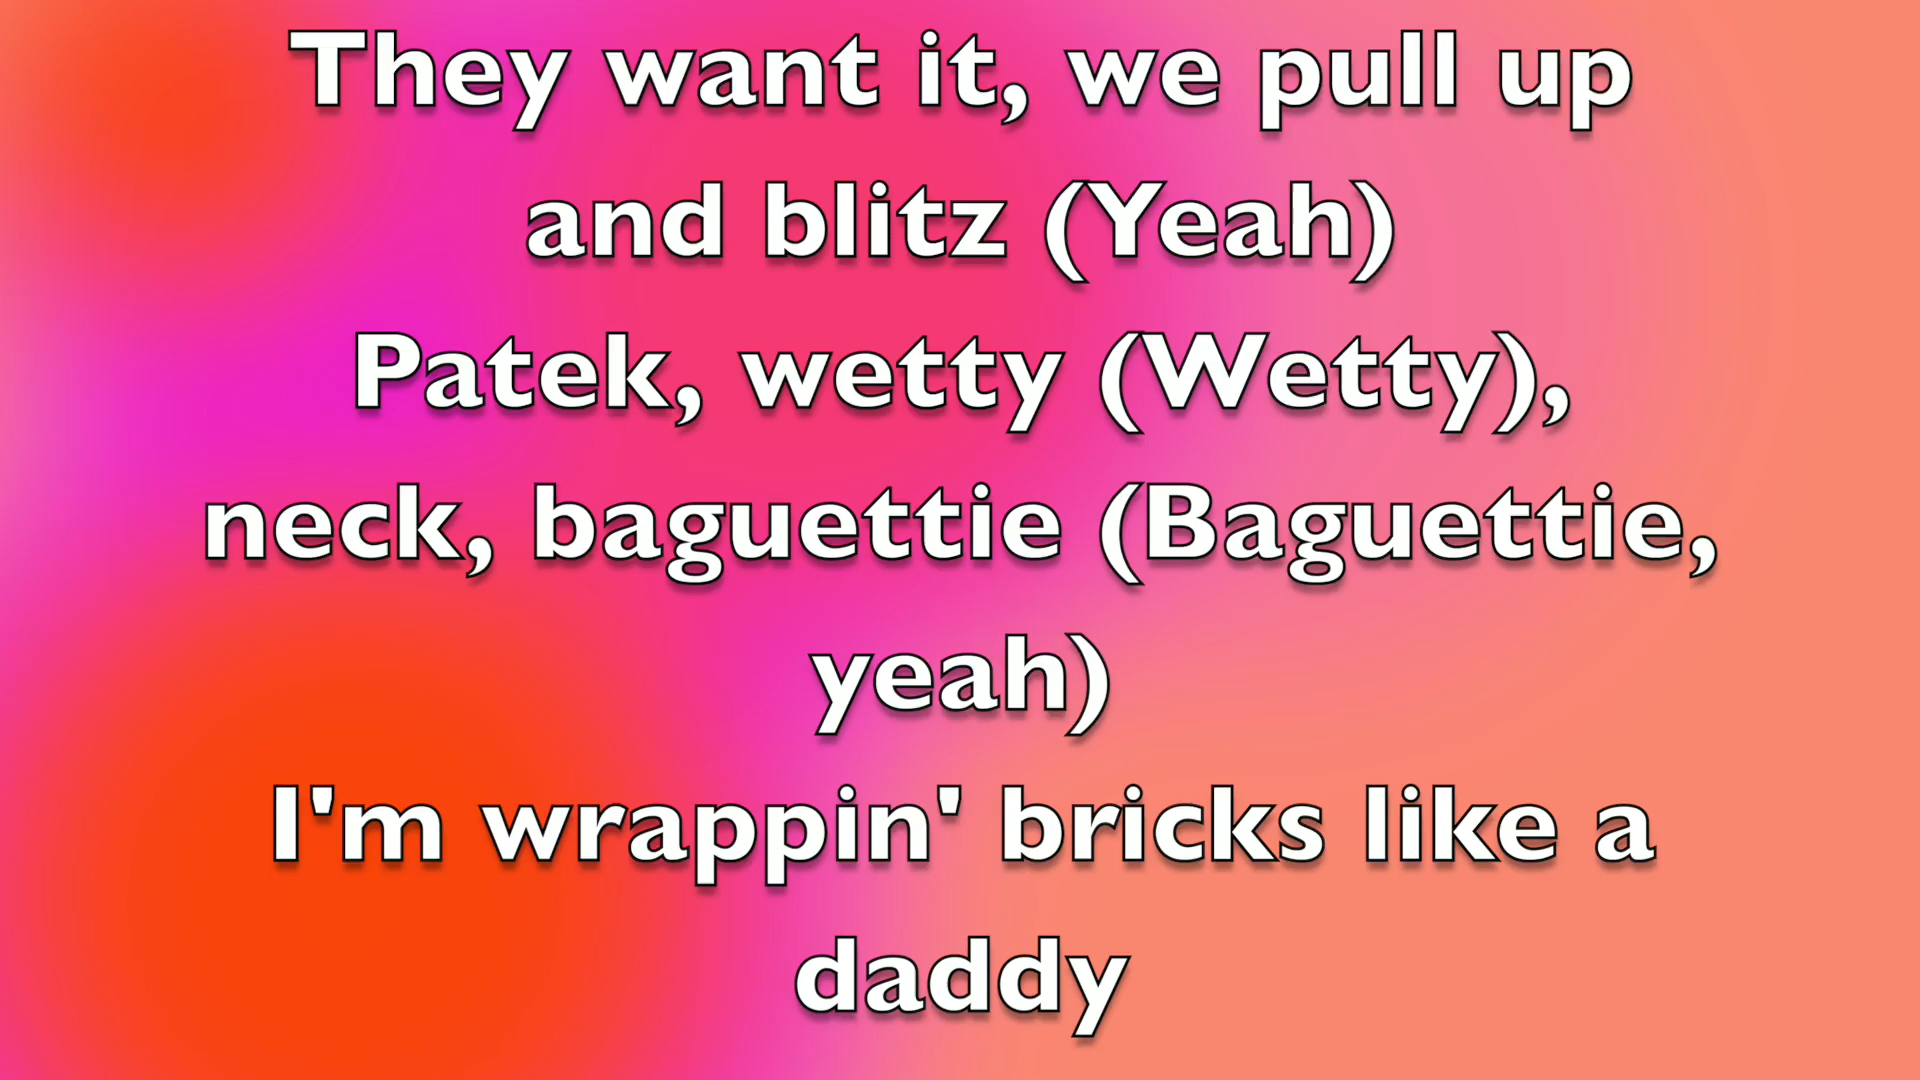 They want it, we pull up
and blitz (Yeah)
Patek, wetty (Wetty),
neck, baguettie (Baguettie,
yeah)
I'm wrappin' bricks like a
daddy